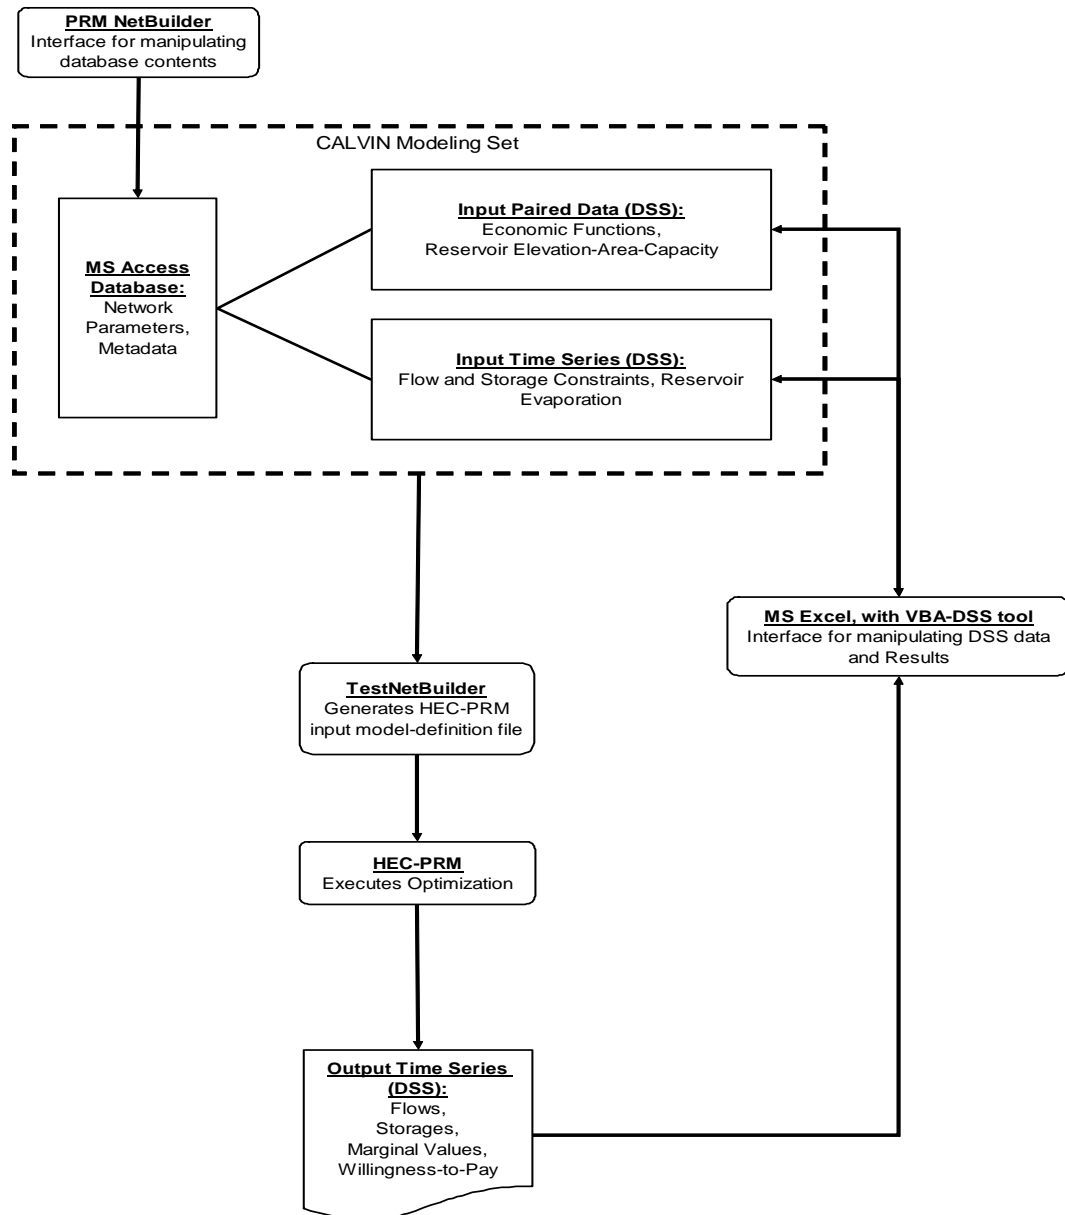 PRM NetBuilder
Interface for manipulating
database contents
CALVIN Modeling Set
MS Access
Database:
Network
Parameters,
Metadata
Input Paired Data (DSS):
Economic Functions,
Reservoir Elevation-Area-Capacity
Input Time Series (DSS):
Flow and Storage Constraints, Reservoir
Evaporation
MS Excel, with VBA-DSS tool
Interface for manipulating DSS data
and Results
TestNetBuilder
Generates HEC-PRM
input model-definition file
HEC-PRM
Executes Optimization
Output Time Series
(DSS):
Flows,
Storages,
Marginal Values,
Willingness-to-Pay